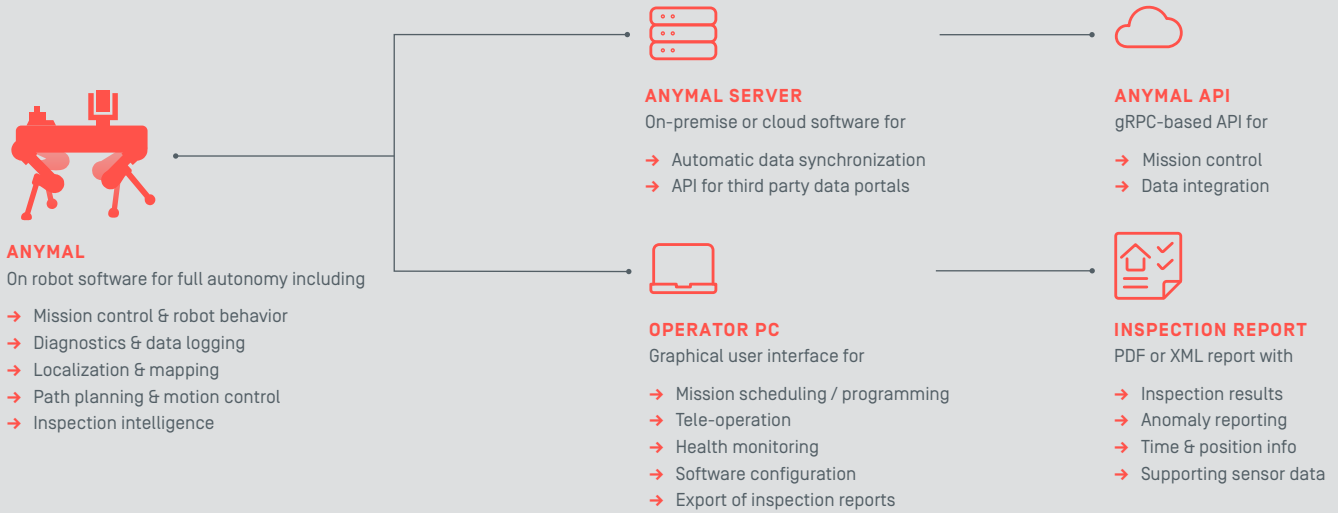 ANYMAL
On robot software for full autonomy including
→ Mission control & robot behavior
→ Diagnostics & data logging
→ Localization & mapping
→ Path planning & motion control
→ Inspection intelligence
ANYMAL SERVER
On-premise or cloud software for
→ Automatic data synchronization
→ API for third party data portals
ANYMAL API
gRPC-based API for
→ Mission control
→ Data integration
OPERATOR PC
Graphical user interface for
→ Mission scheduling / programming
→ Tele-operation
→ Health monitoring
→ Software configuration
→ Export of inspection reports
INSPECTION REPORT
PDF or XML report with
→ Inspection results
→ Anomaly reporting
→ Time & position info
→ Supporting sensor data